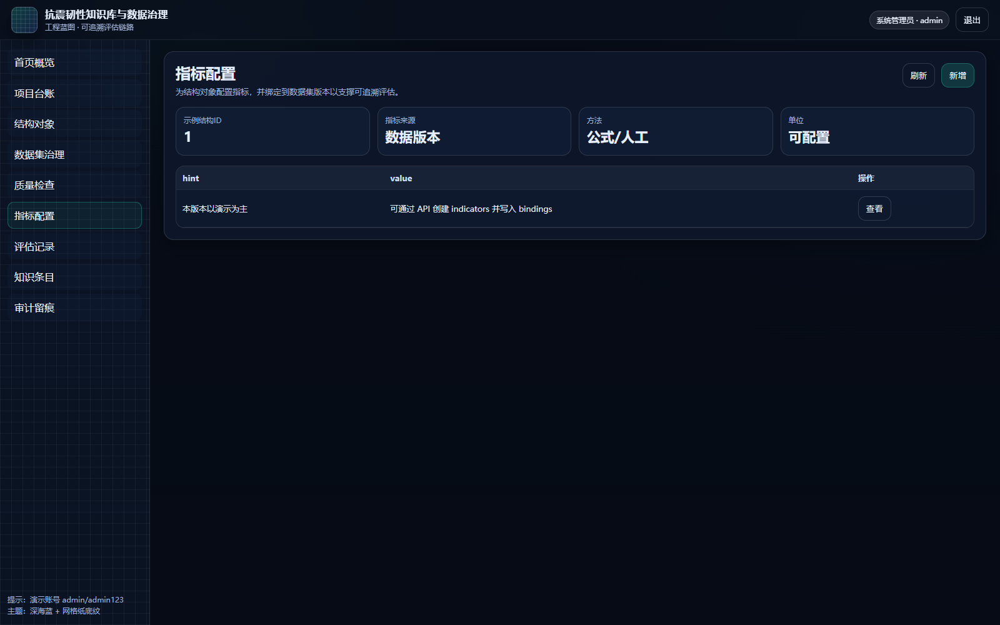 抗震韧性知识库与数据治理
工程蓝图 · 可追溯评估链路
系统管理员 · admin
退出
首页概览
项目台账
结构对象
数据集治理
质量检查
指标配置
评估记录
知识条目
审计留痕
提示：演示账号 admin/admin123
主题：深海蓝 + 网格纸底纹
指标配置
为结构对象配置指标，并绑定到数据集版本以支撑可追溯评估。
刷新
新增
示例结构ID
1
指标来源
数据版本
方法
公式/人工
单位
可配置
hint value 操作
本版本以演示为主 可通过 API 创建 indicators 并写入 bindings 查看